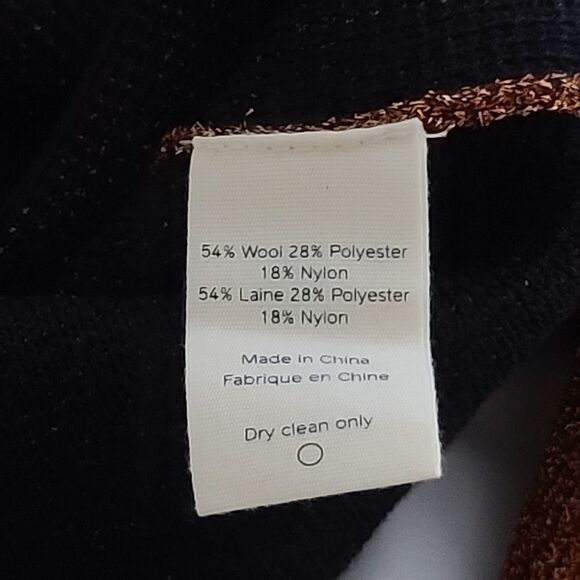 54% Wool 28% Polyester
18% Nylon
54% Laine 28% Polyester
18% Nylon
Made in China
Fabrique en Chine
Dry clean only